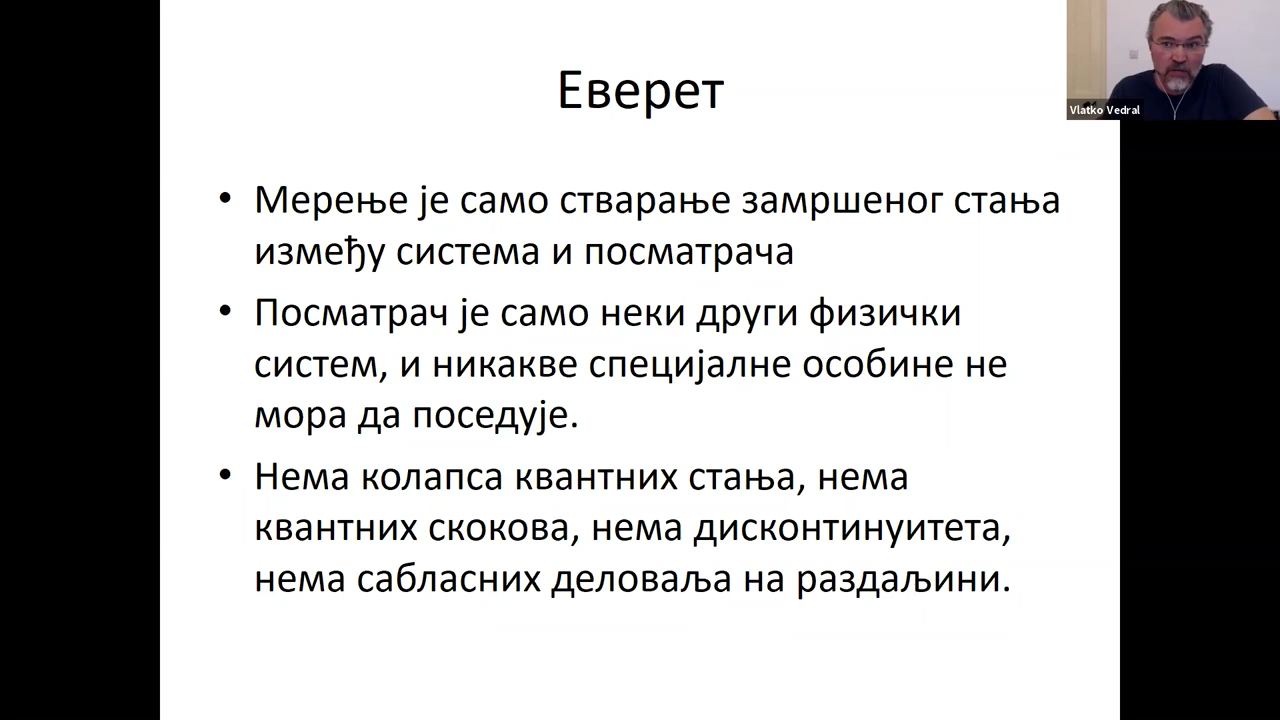 Еверет
Vlatko Vedral
• Мерење је само стварање замршеног стања
између система и посматрача
• Посматрач је само неки други физички
систем, и никакве специјалне особине не
мора да поседује.
• Нема колапса квантних стања, нема
квантних скокова, нема дисконтинуитета,
нема сабласних деловаља на раздаљини.